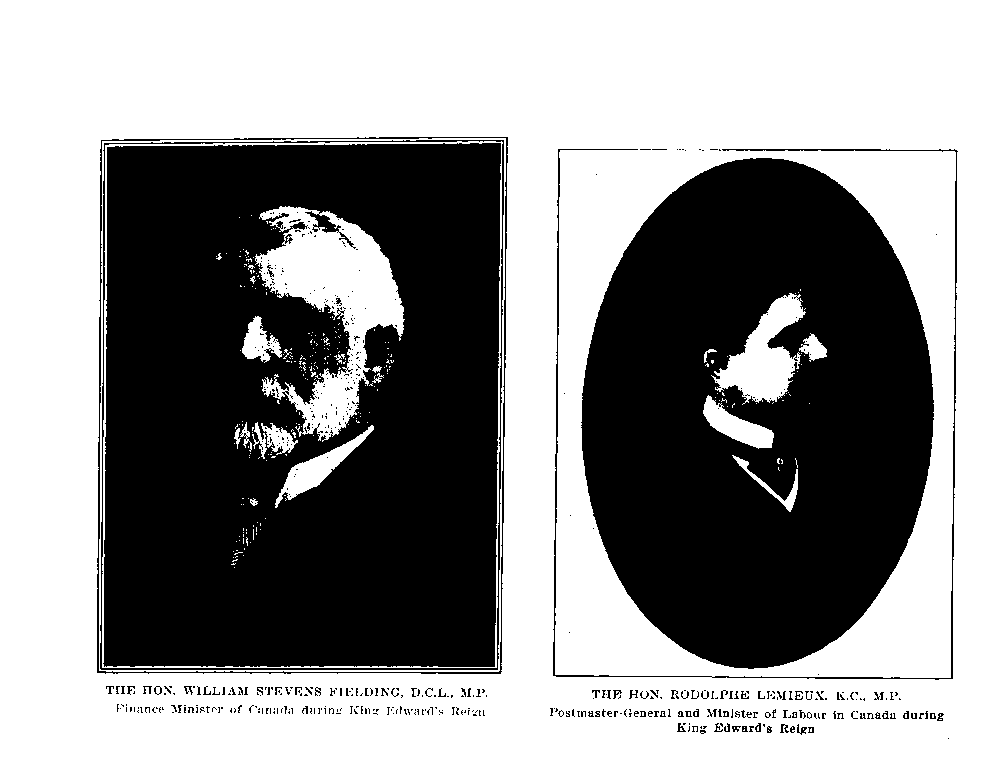 THE HON. WILLIAM STEVENS FIELDING, D.C.L., M.P.
Finance Minister of Canada during King Edward's Reign
THE HON. RODOLPHE LEMIEUX, K.C., M.P.
Postmaster-General and Minister of Labour in Canada during
King Edward's Reign